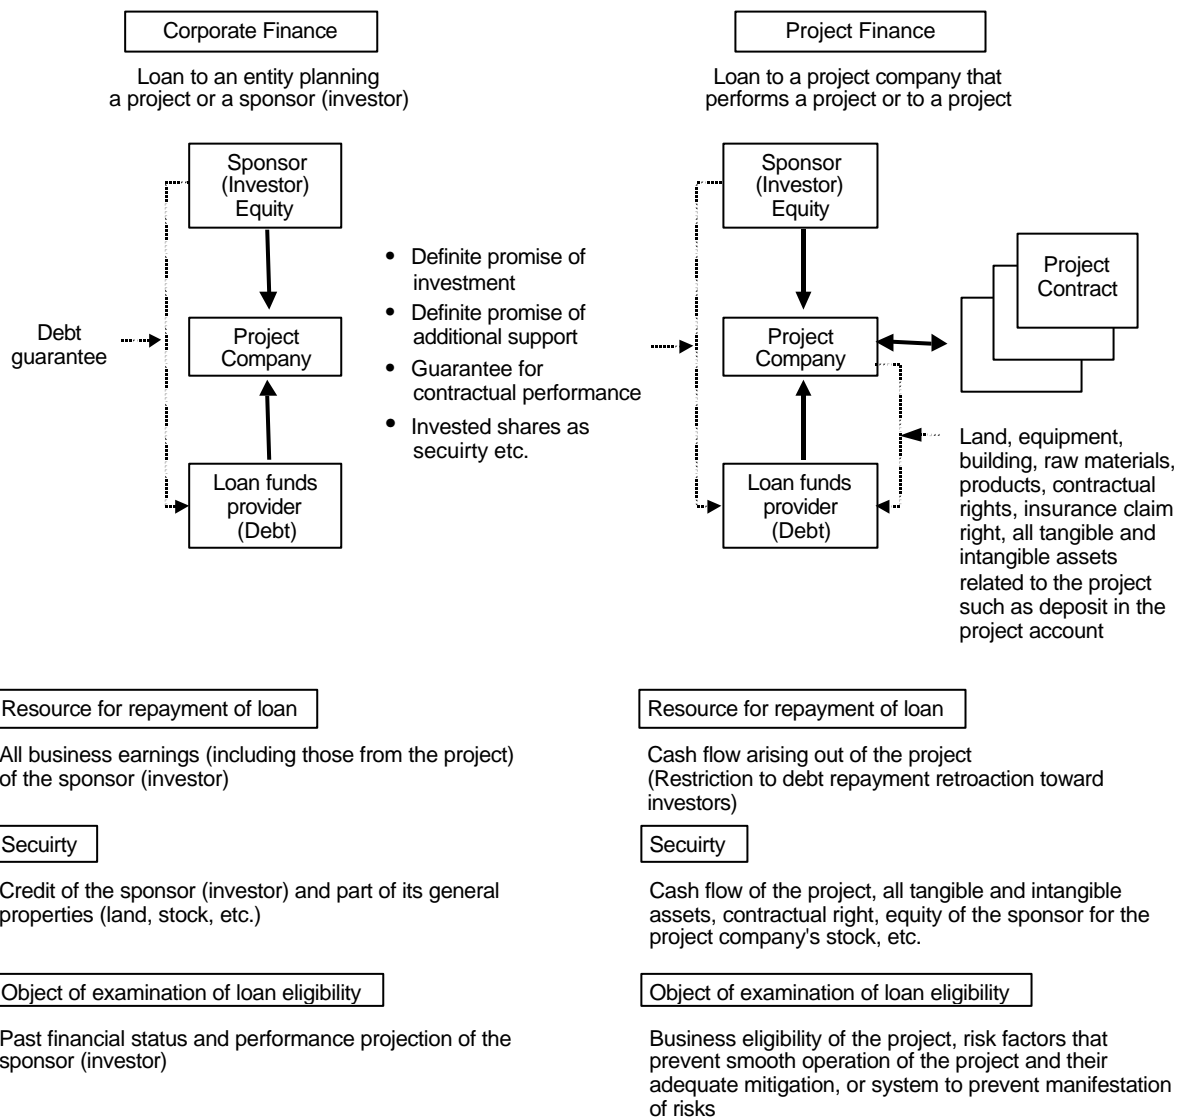 Corporate Finance
Loan to an entity planning
a project or a sponsor (investor)
Sponsor
(Investor)
Equity
Debt
guarantee
Project
Company
Loan funds
provider
(Debt)
• Definite promise of
investment
• Definite promise of
additional support
• Guarantee for
contractual performance
• Invested shares as
secuirty etc.
Project Finance
Loan to a project company that
performs a project or to a project
Sponsor
(Investor)
Equity
Project
Company
Loan funds
provider
(Debt)
Project
Contract
Land, equipment,
building, raw materials,
products, contractual
rights, insurance claim
right, all tangible and
intangible assets
related to the project
such as deposit in the
project account
Resource for repayment of loan
All business earnings (including those from the project)
of the sponsor (investor)
Secuirty
Credit of the sponsor (investor) and part of its general
properties (land, stock, etc.)
Object of examination of loan eligibility
Past financial status and performance projection of the
sponsor (investor)
Resource for repayment of loan
Cash flow arising out of the project
(Restriction to debt repayment retroaction toward
investors)
Secuirty
Cash flow of the project, all tangible and intangible
assets, contractual right, equity of the sponsor for the
project company's stock, etc.
Object of examination of loan eligibility
Business eligibility of the project, risk factors that
prevent smooth operation of the project and their
adequate mitigation, or system to prevent manifestation
of risks